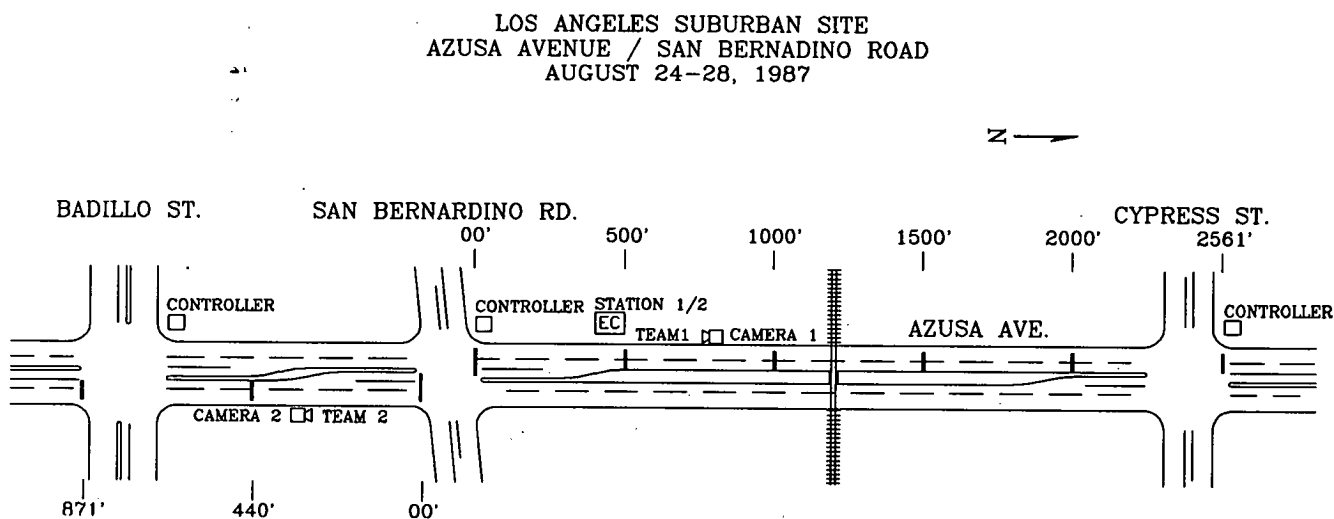 LOS ANGELES SUBURBAN SITE
AZUSA AVENUE / SAN BERNADINO ROAD
AUGUST 24-28, 1987
N
BADILLO ST.
SAN BERNARDINO RD.
CYPRESS ST.
00' 500' 1000' 1500' 2000' 2561'
CONTROLLER
CONTROLLER
STATION 1/2
EC
CONTROLLER
TEAM1
CAMERA 1
AZUSA AVE.
CAMERA 2
TEAM 2
871' 440' 00'